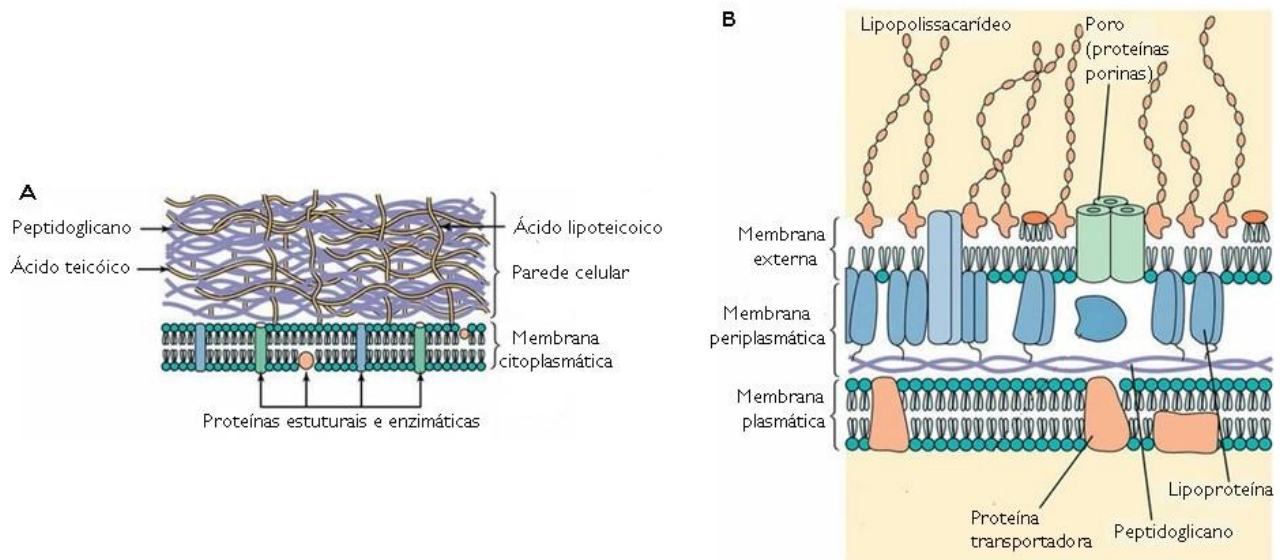 A
Peptidoglicano
Ácido teicóico
Ácido lipoteicoico
Parede celular
Membrana
citoplasmática
Proteínas estuturais e enzimáticas
B
Lipopolissacarídeo
Poro
(proteínas
porinas)
Membrana
externa
Membrana
periplasmática
Membrana
plasmática
Lipoproteína
Proteína
transportadora
Peptidoglicano